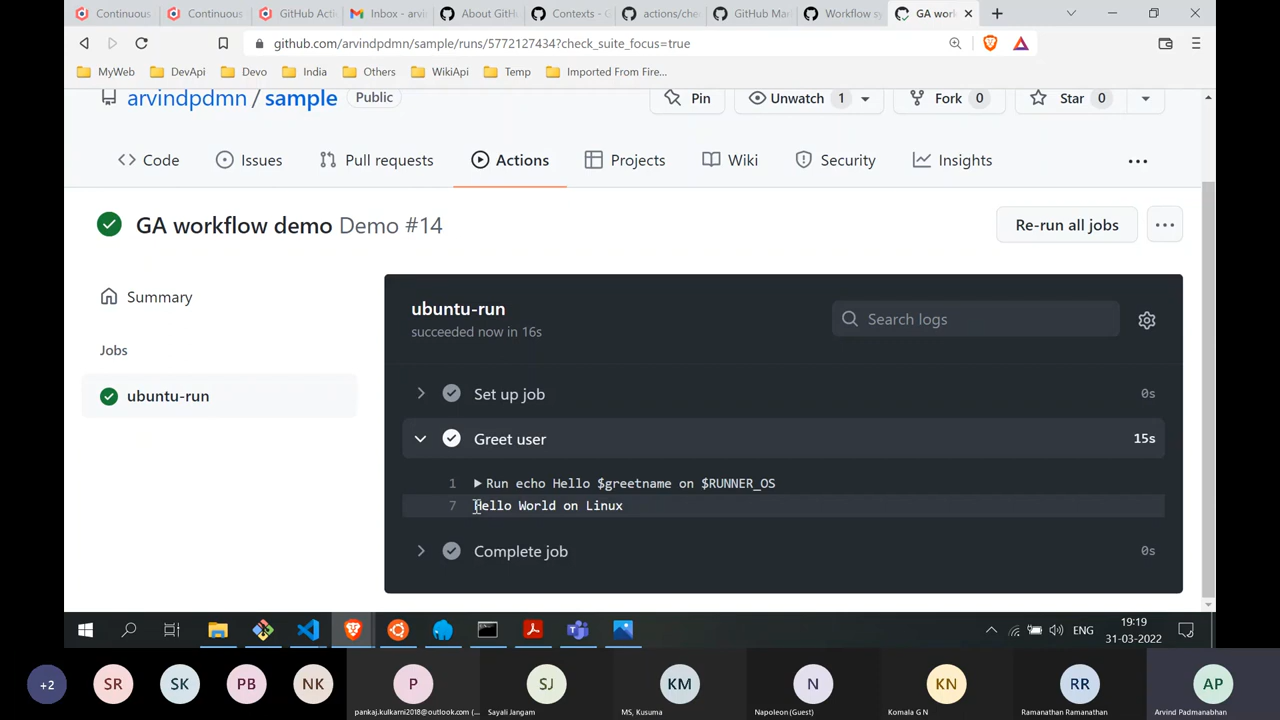 Continuous
Continuous
GitHub Acti
Inbox - arvin
About GitH
Contexts - G
actions/che
GitHub Mar
Workflow sy
GA work
github.com/arvindpdmn/sample/runs/5772127434?check_suite_focus=true
MyWeb
DevApi
Devo
India
Others
WikiApi
Temp
Imported From Fire...
arvindpdmn / sample Public
Pin
Unwatch 1
Fork 0
Star 0
Code
Issues
Pull requests
Actions
Projects
Wiki
Security
Insights
GA workflow demo Demo #14
Re-run all jobs
Summary
Jobs
ubuntu-run
ubuntu-run
succeeded now in 16s
Search logs
Set up job 0s
Greet user 15s
1 Run echo Hello $greetname on $RUNNER_OS
7 Hello World on Linux
Complete job 0s
ENG
19:19
31-03-2022
+2
SR
SK
PB
NK
P
pankaj.kulkarni2018@outlook.com (...
SJ
Sayali Jangam
KM
MS, Kusuma
N
Napoleon (Guest)
KN
Komala G N
RR
Ramanathan Ramanathan
AP
Arvind Padmanabhan